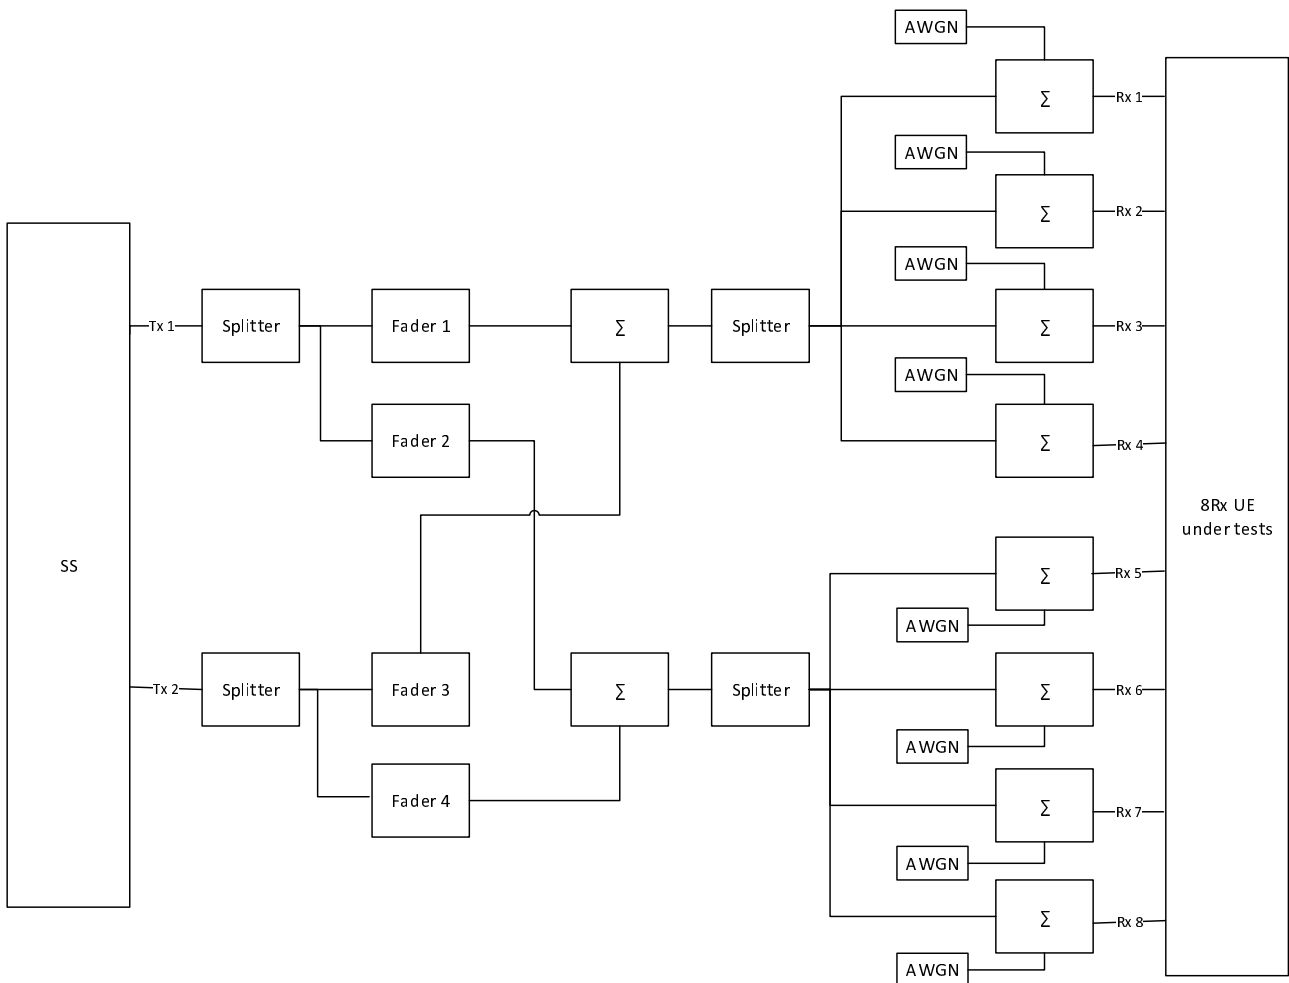 AWGN
∑
Rx 1
AWGN
∑
Rx 2
AWGN
∑
Rx 3
AWGN
∑
Rx 4
SS
Tx 1
Splitter
Fader 1
∑
Splitter
Fader 2
8Rx UE
under tests
∑
Rx 5
AWGN
Tx 2
Splitter
Fader 3
∑
Splitter
∑
Rx 6
AWGN
Fader 4
∑
Rx 7
AWGN
∑
Rx 8
AWGN